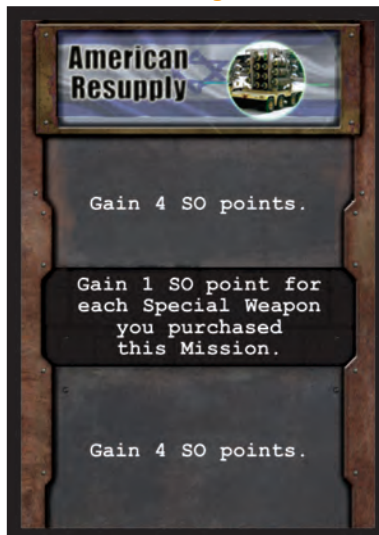 American
Resupply
Gain 4 SO points.
Gain 1 SO point for
each Special Weapon
you purchased
this Mission.
Gain 4 SO points.